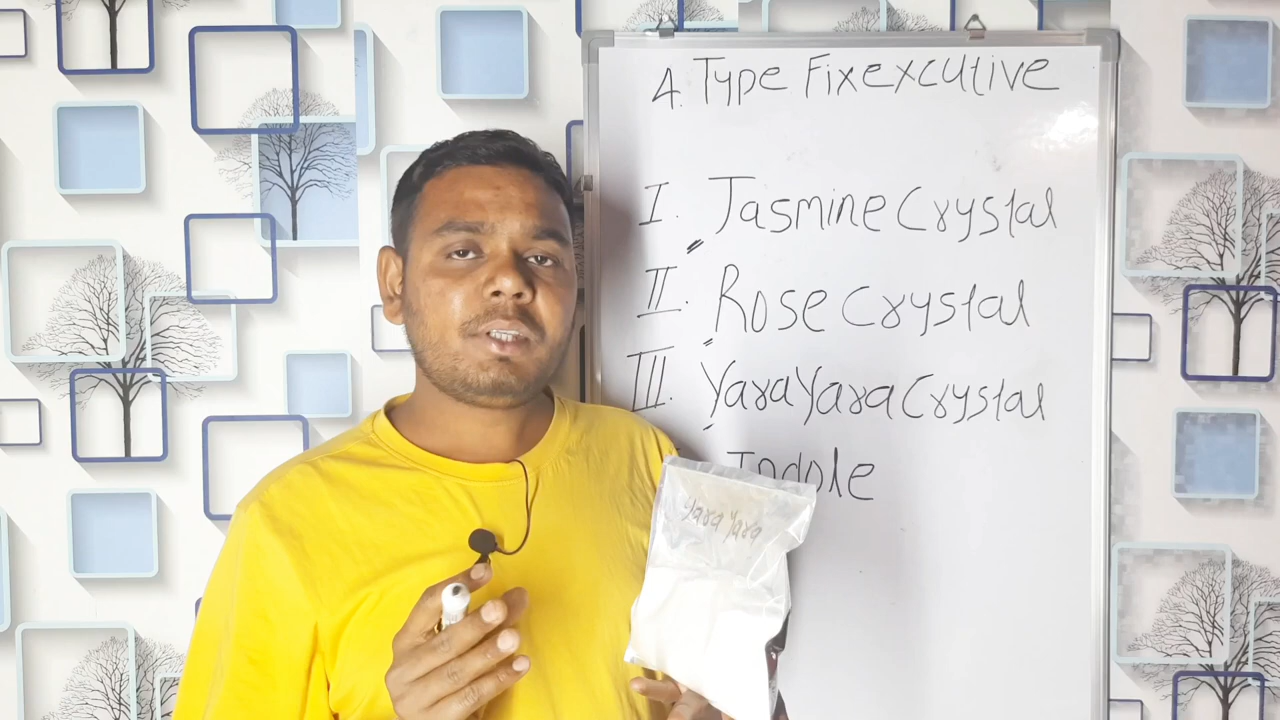 4. Type Fixexcutive
I. Jasmine Crystal
II. Rose Crystal
III. Yara Yara Crystal
Indole
Yara Yara